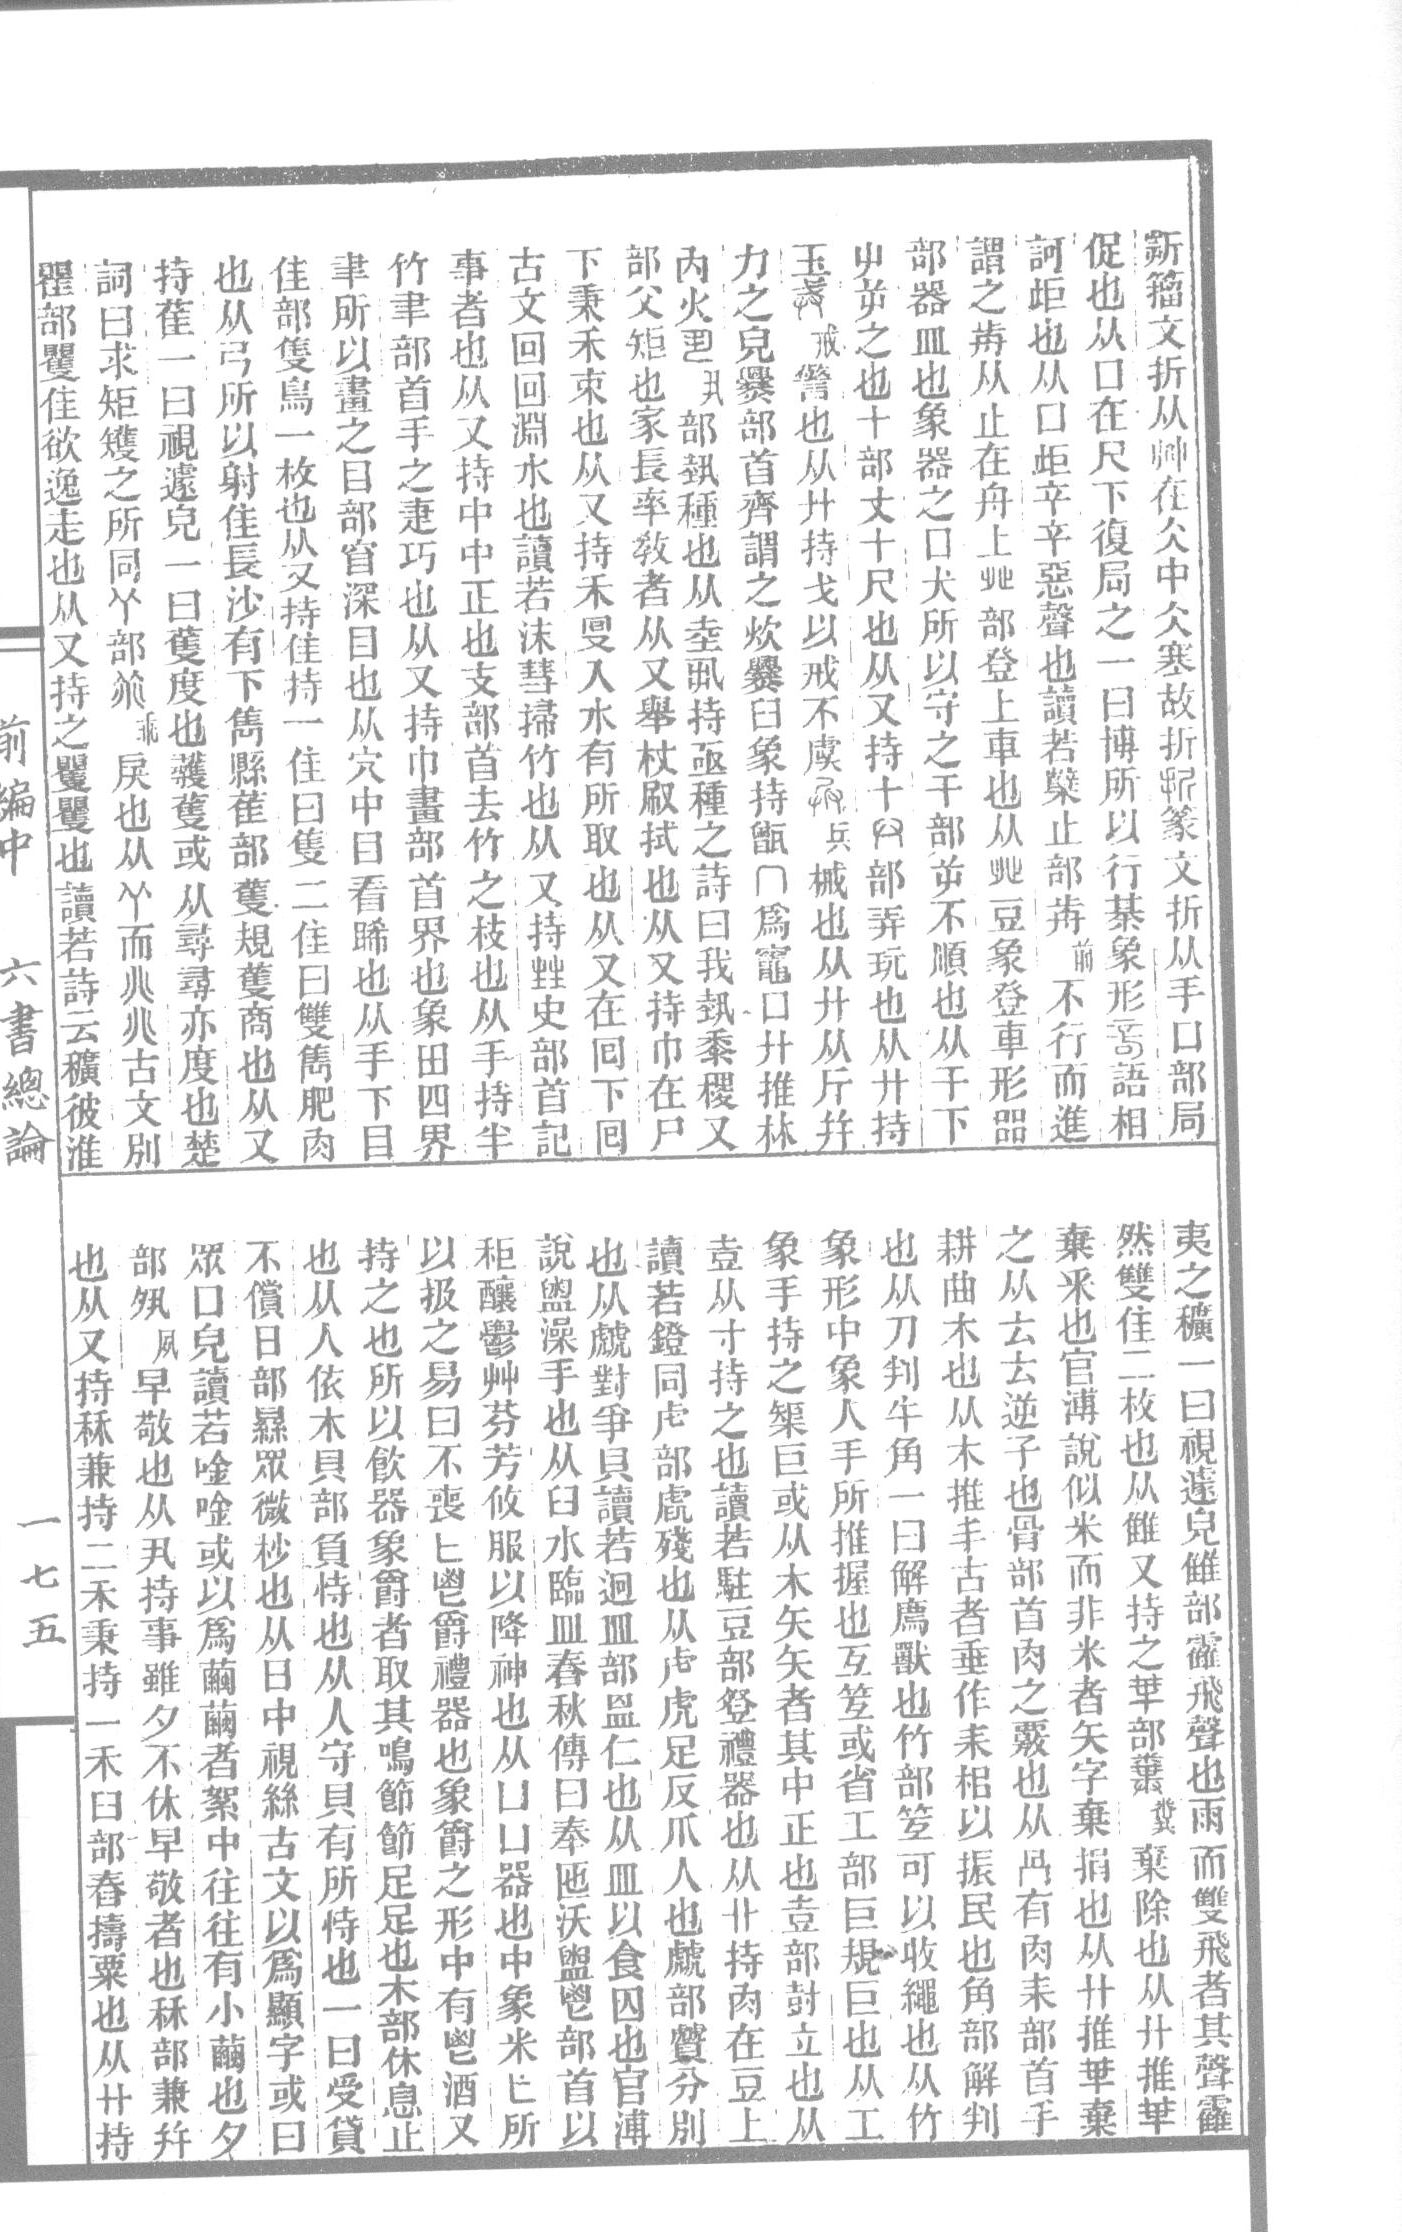 籀文折从艸在仌中仌寒故折篆文折从手口部局
促也从口在尺下復局之一曰博所以行棊象形語相
訶歫也从口歫辛辛惡聲也讀若櫱止部歬前不行而進
謂之歬从止在舟上癶部登上車也从癶豆象登車形㗊
部器皿也象器之口犬所以守之干部屰不順也从干下
屮屰之也十部丈十尺也从又持十廾部弄玩也从廾持
玉戒警也从廾持戈以戒不虞兵械也从廾从斤并
力之皃爨部首齊謂之炊爨𦥑象持甑冂爲竈口廾推林
內火丮部埶種也从坴丮持亟種之詩曰我埶黍稷又
部父矩也家長率敎者从又舉杖㕞拭也从又持巾在尸
下秉禾束也从又持禾𠬛入水有所取也从又在囘下囘
古文回回淵水也讀若沫彗掃竹也从又持甡史部首記
事者也从又持中中正也支部首去竹之枝也从手持半
竹聿部首手之疌巧也从又持巾畫部首界也象田四界
聿所以畫之目部䀏深目也从穴中目看睎也从手下目
隹部隻鳥一枚也从又持隹持一隹曰隻二隹曰雙雋肥肉
也从弓所以射隹長沙有下雋縣萑部蒦規蒦商也从又
持萑一曰視遽皃一曰蒦度也彠蒦或从尋尋亦度也楚
詞曰求矩彠之所同𠁥部乖戾也从𠁥而兆兆古文別
瞿部矍隹欲逸走也从又持之矍矍也讀若詩云穬彼淮
夷之穬一曰視遽皃雔部靃飛聲也雨而雙飛者其聲靃
然雙隹二枚也从雔又持之𠦒部糞棄除也从廾推𠦒
棄釆也官溥說似米而非米者矢字棄捐也从廾推𠦒棄
之从𠫓𠫓逆子也骨部首肉之覈也从冎有肉耒部首手
耕曲木也从木推丯古者垂作耒梠以振民也角部解判
也从刀判牛角一曰解廌獸也竹部笠可以收繩也从竹
象形中象人手所推握也互笠或省工部巨規巨也从工
象手持之榘巨或从木矢矢者其中正也壴部尌立也从
壴从寸持之也讀若駐豆部䇺禮器也从廾持肉在豆上
讀若鐙同虍部虐殘也从虍虎足反爪人也虤部贙分別
也从虤對爭貝讀若迥皿部𥁕仁也从皿以食囚也官溥
說盥澡手也从𦥑水臨皿春秋傳曰奉匜沃盥鬯部首以
秬釀鬱艸芬芳攸服以降神也从凵凵器也中象米匕所
以扱之易曰不喪匕鬯爵禮器也象爵之形中有鬯酒又
持之也所以飮器象爵者取其鳴節節足足也木部休息止
也从人依木貝部負恃也从人守貝有所恃也一曰受貸
不償日部㬎眾微杪也从日中視絲古文以爲顯字或曰
眾口皃讀若唫唫或以爲繭繭者絮中往往有小繭也夕
部夙早敬也从丮持事雖夕不休早敬者也秝部兼幷
也从又持秝兼持二禾秉持一禾臼部舂擣粟也从廾持
前編中　六書總論
一七五